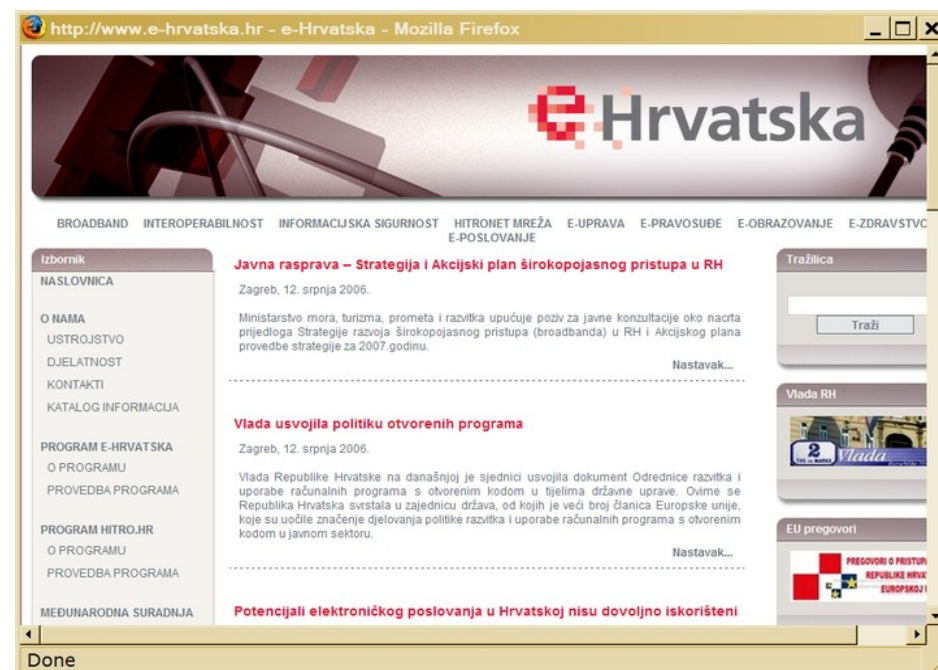 http://www.e-hrvatska.hr - e-Hrvatska - Mozilla Firefox
e-Hrvatska
BROADBAND INTEROPERABILNOST INFORMACIJSKA SIGURNOST HITRONET MREŽA E-UPRAVA E-PRAVOSUĐE E-OBRAZOVANJE E-ZDRAVSTVO
E-POSLOVANJE
Izbornik
NASLOVNICA
O NAMA
USTROJSTVO
DJELATNOST
KONTAKTI
KATALOG INFORMACIJA
PROGRAM E-HRVATSKA
O PROGRAMU
PROVEDBA PROGRAMA
PROGRAM HITRO.HR
O PROGRAMU
PROVEDBA PROGRAMA
MEĐUNARODNA SURADNJA
Javna rasprava – Strategija i Akcijski plan širokopojasnog pristupa u RH
Zagreb, 12. srpnja 2006.
Ministarstvo mora, turizma, prometa i razvitka upućuje poziv za javne konzultacije oko nacrta
prijedloga Strategije razvoja širokopojasnog pristupa (broadbanda) u RH i Akcijskog plana
provedbe strategije za 2007.godinu.
Nastavak...
Vlada usvojila politiku otvorenih programa
Zagreb, 12. srpnja 2006.
Vlada Republike Hrvatske na današnjoj je sjednici usvojila dokument Odrednice razvitka i
uporabe računalnih programa s otvorenim kodom u tijelima državne uprave. Ovime se
Republika Hrvatska svrstala u zajednicu država, od kojih je veći broj članica Europske unije,
koje su uočile značenje djelovanja politike razvitka i uporabe računalnih programa s otvorenim
kodom u javnom sektoru.
Nastavak...
Potencijali elektroničkog poslovanja u Hrvatskoj nisu dovoljno iskorišteni
Tražilica
Traži
Vlada RH
2
Vlada
EU pregovori
PREGOVORI O PRISTUPA
REPUBLIKE HRVA
EUROPSKOJ
Done